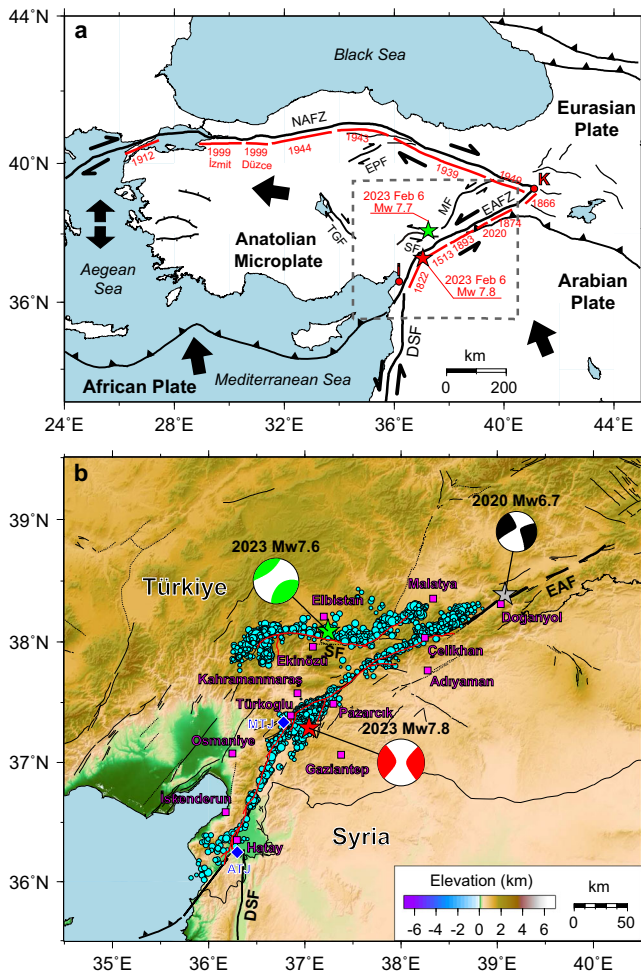 44°N
a
Black Sea
Eurasian
Plate
NAFZ
1912
1999
İzmit
1999
Düzce
1944
1943
EPF
1939
1949
K
40°N
1866
2023 Feb 6
Mw 7.7
MF
EAFZ
1874
2020
1893
1513
SF
TGF
Anatolian
Microplate
Aegean
Sea
I
1822
2023 Feb 6
Mw 7.8
Arabian
Plate
36°N
DSF
km
0 200
African Plate
Mediterranean Sea
24°E 28°E 32°E 36°E 40°E
b
39°N
2020 Mw6.7
2023 Mw7.6
Türkiye
Elbistan
Malatya
EAF
Doğanyol
38°N
SF
Çelikhan
Ekinözü
Adıyaman
Kahramanmaraş
Türkoglu
Pazarcık
MTJ
2023 Mw7.8
Osmaniye
37°N
Gaziantep
İskenderun
Syria
Hatay
ATJ
36°N
DSF
Elevation (km)
-6 -4 -2 0 2 4 6
km
0 50
35°E 36°E 37°E 38°E 39°E 40°E